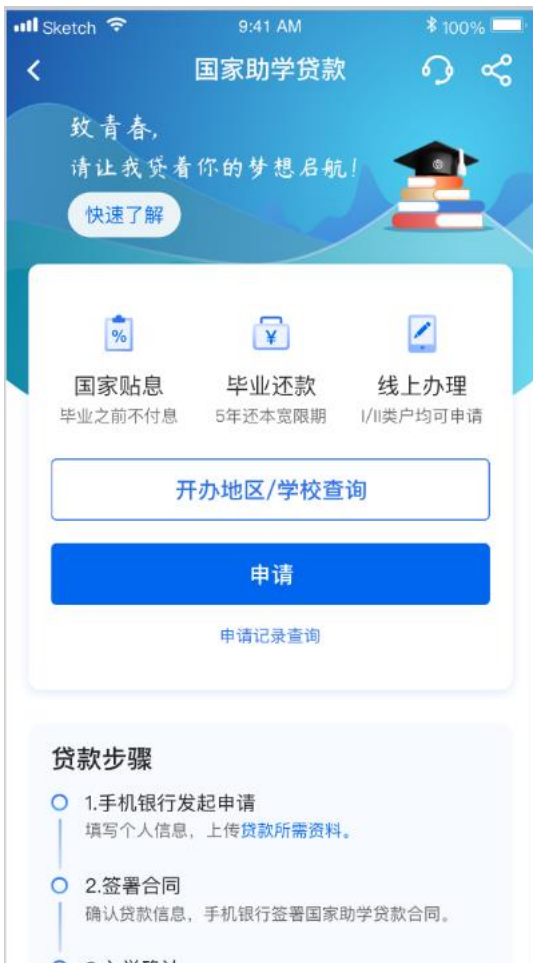 Sketch 9:41 AM 100%
国家助学贷款
致青春,
请让我贷着你的梦想启航!
快速了解
% ¥
国家贴息 毕业还款 线上办理
毕业之前不付息 5年还本宽限期 I/II类户均可申请
开办地区/学校查询
申请
申请记录查询
贷款步骤
1.手机银行发起申请
填写个人信息，上传贷款所需资料。
2.签署合同
确认贷款信息，手机银行签署国家助学贷款合同。